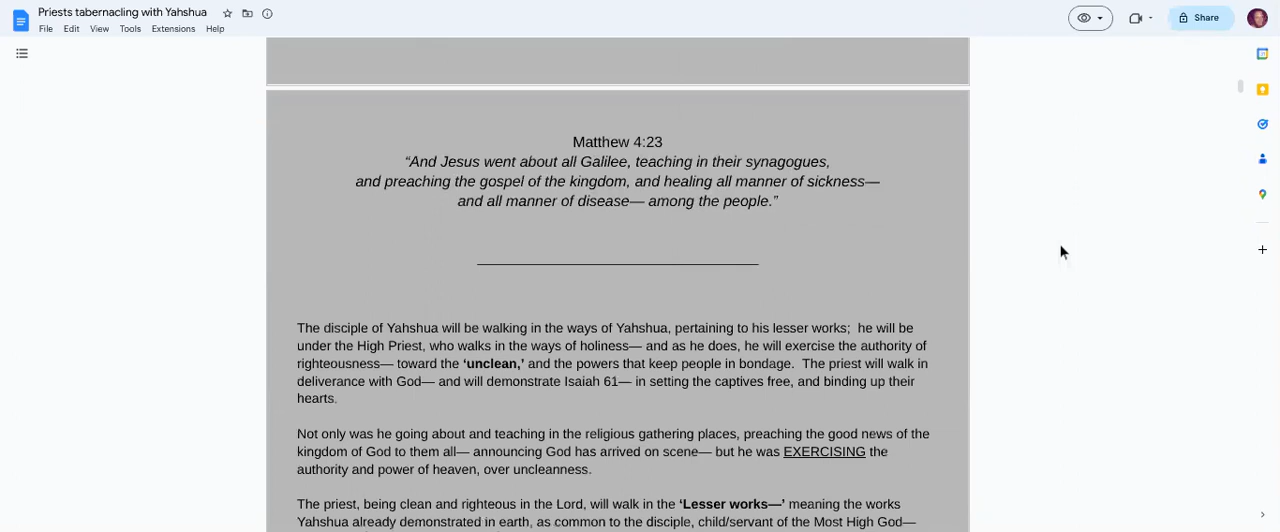 Priests tabernacling with Yahshua
File Edit View Tools Extensions Help
Share
Matthew 4:23
“And Jesus went about all Galilee, teaching in their synagogues,
and preaching the gospel of the kingdom, and healing all manner of sickness—
and all manner of disease— among the people.”
The disciple of Yahshua will be walking in the ways of Yahshua, pertaining to his lesser works;  he will be
under the High Priest, who walks in the ways of holiness— and as he does, he will exercise the authority of
righteousness— toward the ‘unclean,’ and the powers that keep people in bondage.  The priest will walk in
deliverance with God— and will demonstrate Isaiah 61— in setting the captives free, and binding up their
hearts.
Not only was he going about and teaching in the religious gathering places, preaching the good news of the
kingdom of God to them all— announcing God has arrived on scene— but he was EXERCISING the
authority and power of heaven, over uncleanness.
The priest, being clean and righteous in the Lord, will walk in the ‘Lesser works—’ meaning the works
Yahshua already demonstrated in earth, as common to the disciple, child/servant of the Most High God—